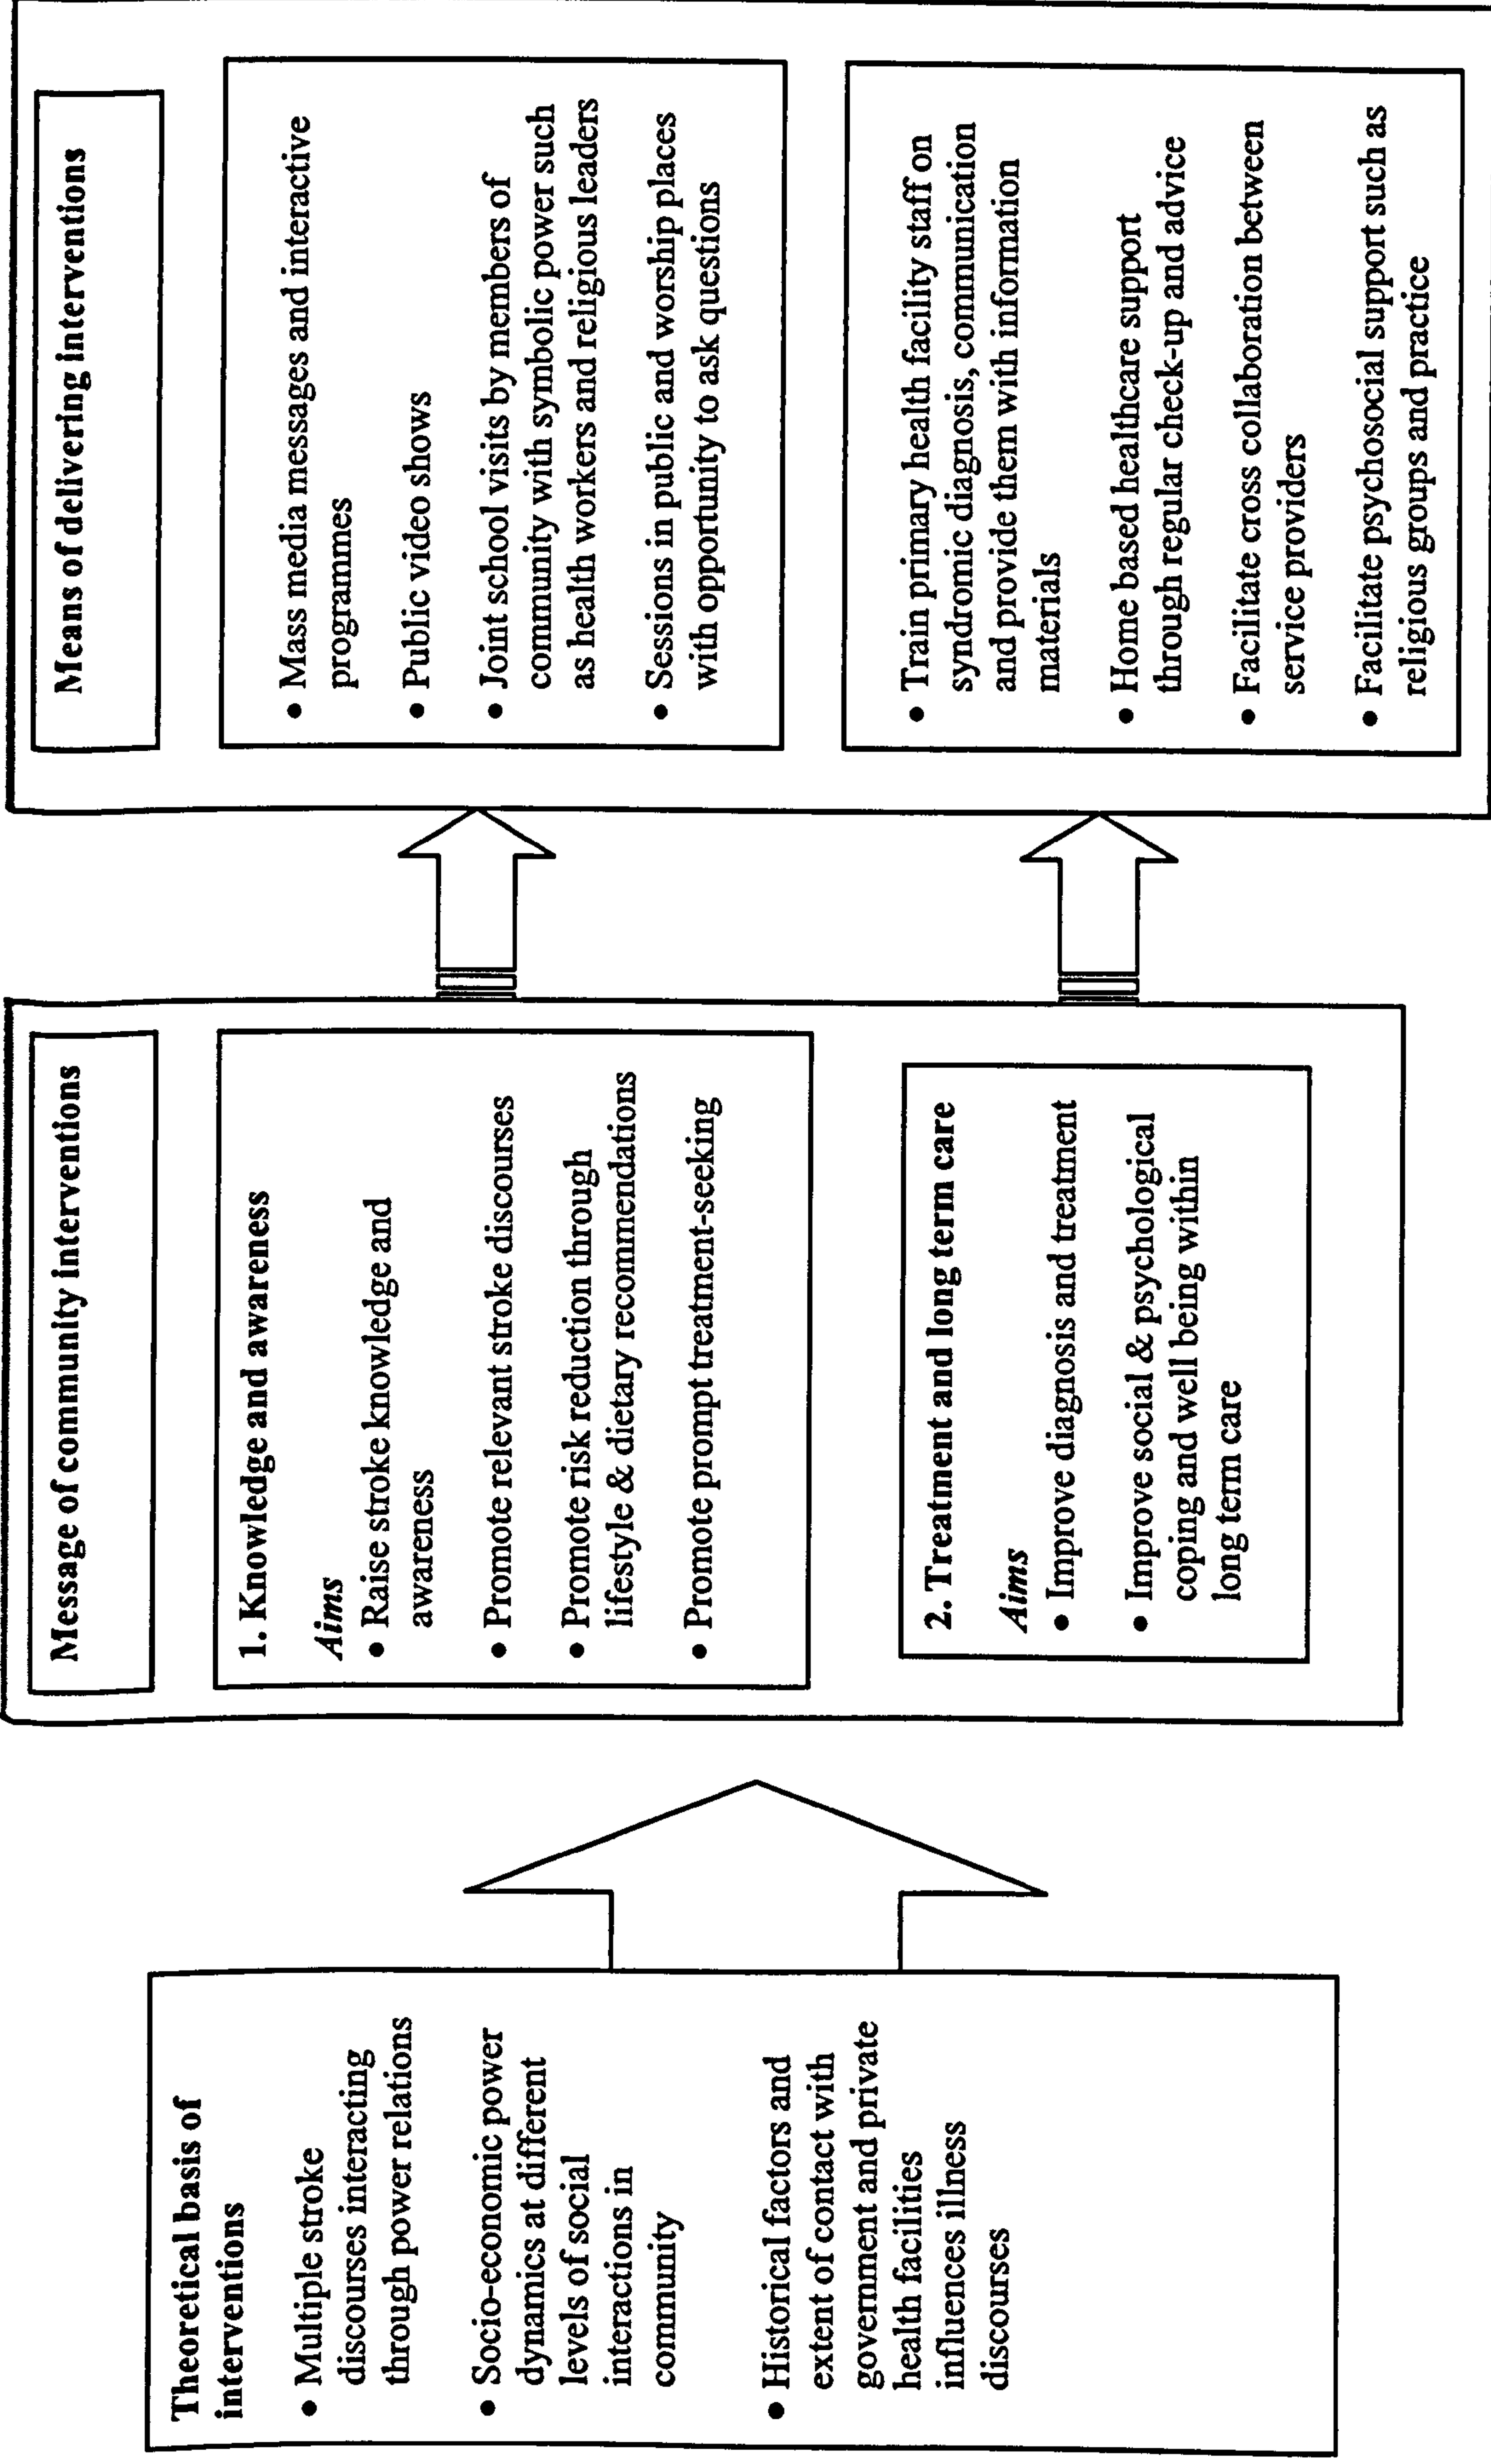 Theoretical basis of
interventions
• Multiple stroke
discourses interacting
through power relations
• Socio-economic power
dynamics at different
levels of social
interactions in
community
• Historical factors and
extent of contact with
government and private
health facilities
influences illness
discourses
Message of community interventions
1. Knowledge and awareness
Aims
• Raise stroke knowledge and
awareness
• Promote relevant stroke discourses
• Promote risk reduction through
lifestyle & dietary recommendations
• Promote prompt treatment-seeking
2. Treatment and long term care
Aims
• Improve diagnosis and treatment
• Improve social & psychological
coping and well being within
long term care
Means of delivering interventions
• Mass media messages and interactive
programmes
• Public video shows
• Joint school visits by members of
community with symbolic power such
as health workers and religious leaders
• Sessions in public and worship places
with opportunity to ask questions
• Train primary health facility staff on
syndromic diagnosis, communication
and provide them with information
materials
• Home based healthcare support
through regular check-up and advice
• Facilitate cross collaboration between
service providers
• Facilitate psychosocial support such as
religious groups and practice